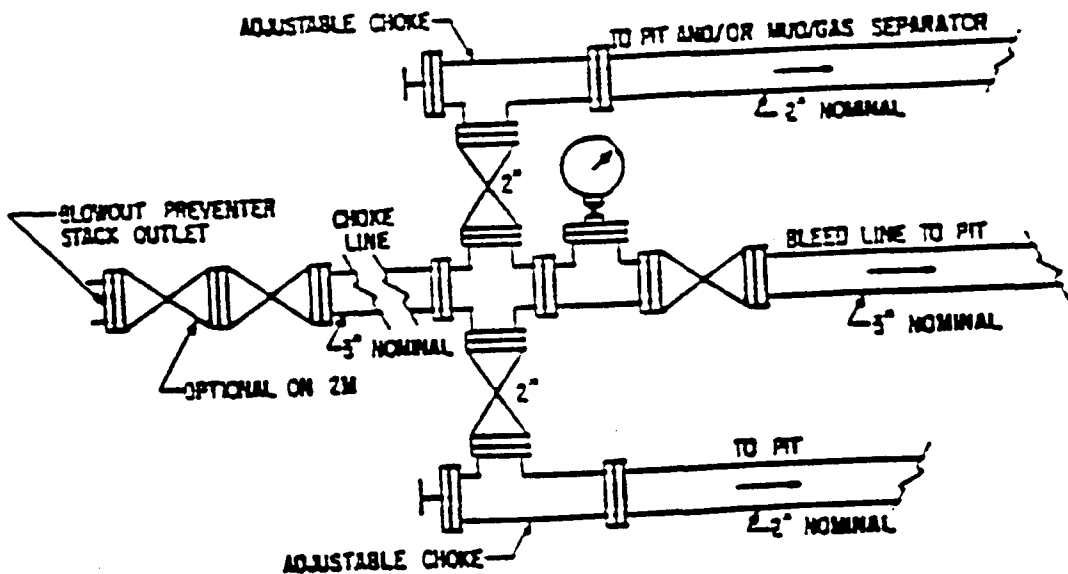 ADJUSTABLE CHOKE
TO PIT AND/OR MUD/GAS SEPARATOR
2" NOMINAL
2"
BLOWOUT PREVENTER
STACK OUTLET
CHOKE
LINE
BLEED LINE TO PIT
3" NOMINAL
3" NOMINAL
OPTIONAL ON 2M
2"
TO PIT
2" NOMINAL
ADJUSTABLE CHOKE